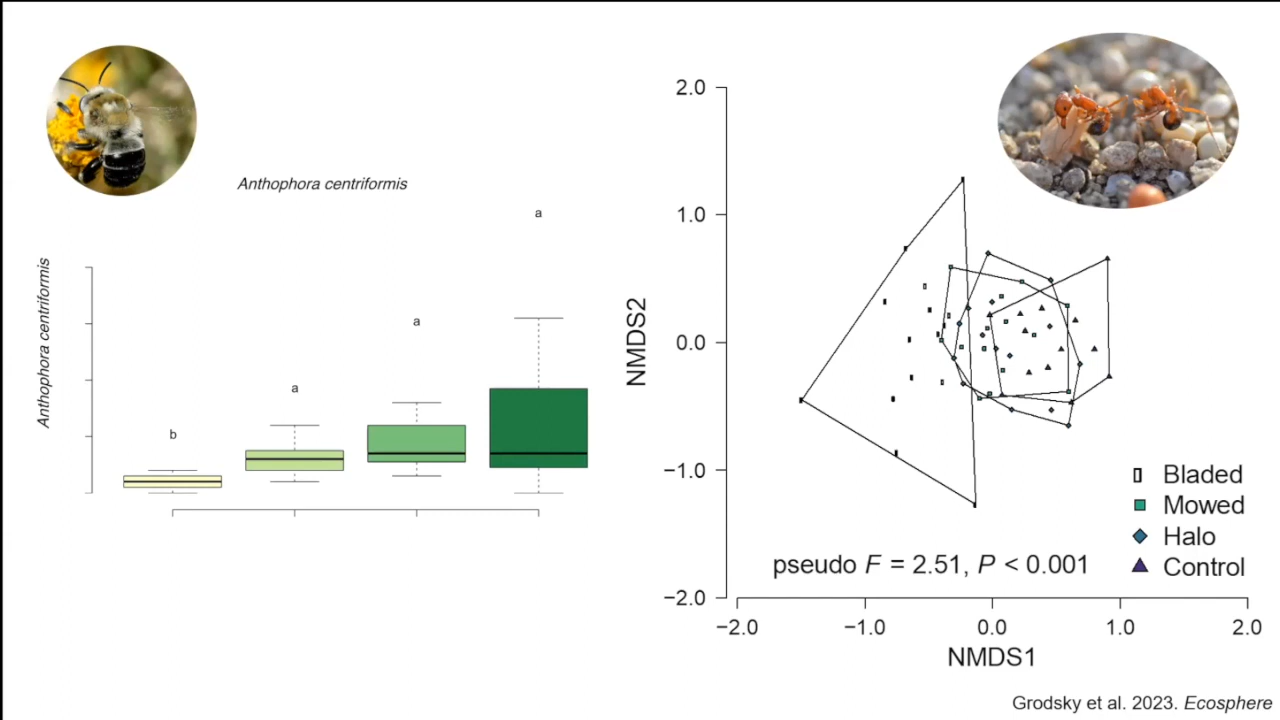 Anthophora centriformis
Anthophora centriformis
b
a
a
a
2.0
1.0
0.0
−1.0
−2.0
NMDS2
Bladed
Mowed
Halo
Control
pseudo F = 2.51, P < 0.001
−2.0
−1.0
0.0
1.0
2.0
NMDS1
Grodsky et al. 2023. Ecosphere